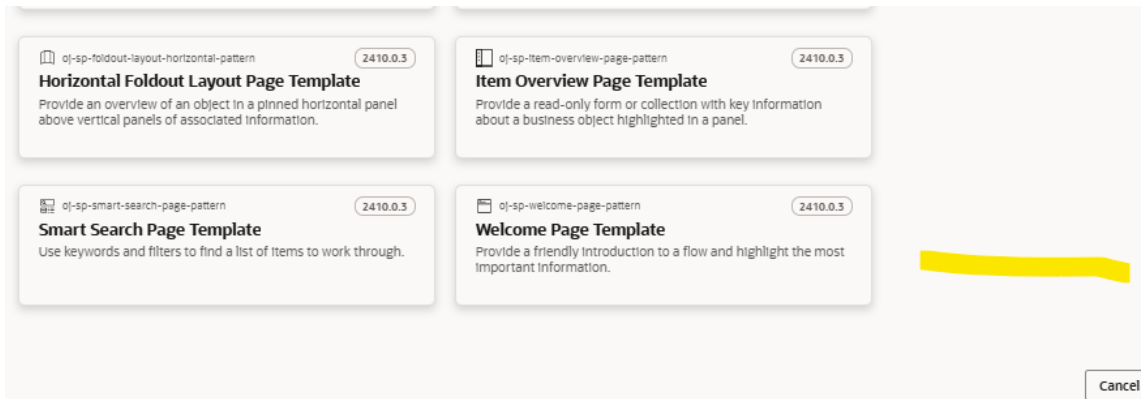 oj-sp-foldout-layout-horizontal-pattern 2410.0.3
Horizontal Foldout Layout Page Template
Provide an overview of an object in a pinned horizontal panel
above vertical panels of associated information.
oj-sp-item-overview-page-pattern 2410.0.3
Item Overview Page Template
Provide a read-only form or collection with key information
about a business object highlighted in a panel.
oj-sp-smart-search-page-pattern 2410.0.3
Smart Search Page Template
Use keywords and filters to find a list of items to work through.
oj-sp-welcome-page-pattern 2410.0.3
Welcome Page Template
Provide a friendly introduction to a flow and highlight the most
important information.
Cancel